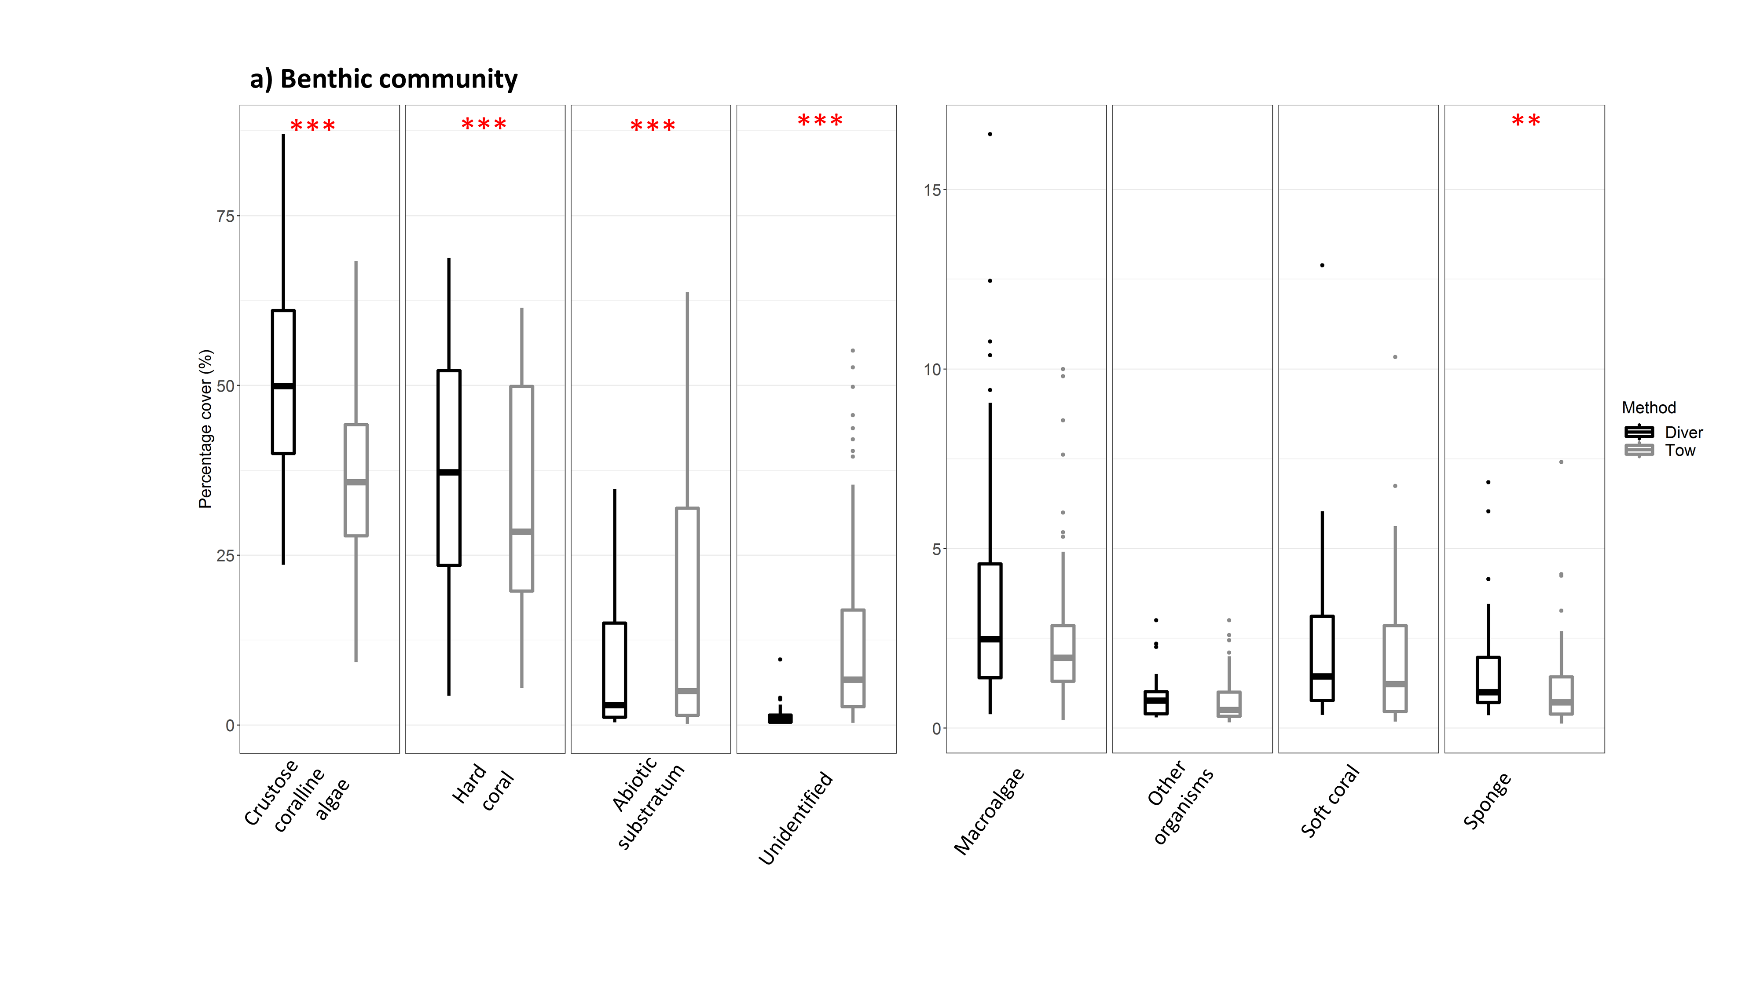 a) Benthic community
***
***
***
***
**
Percentage cover (%)
75
50
25
0
15
10
5
0
Crustose
coralline
algae
Hard
coral
Abiotic
substratum
Unidentified
Macroalgae
Other
organisms
Soft coral
Sponge
Method
Diver
Tow